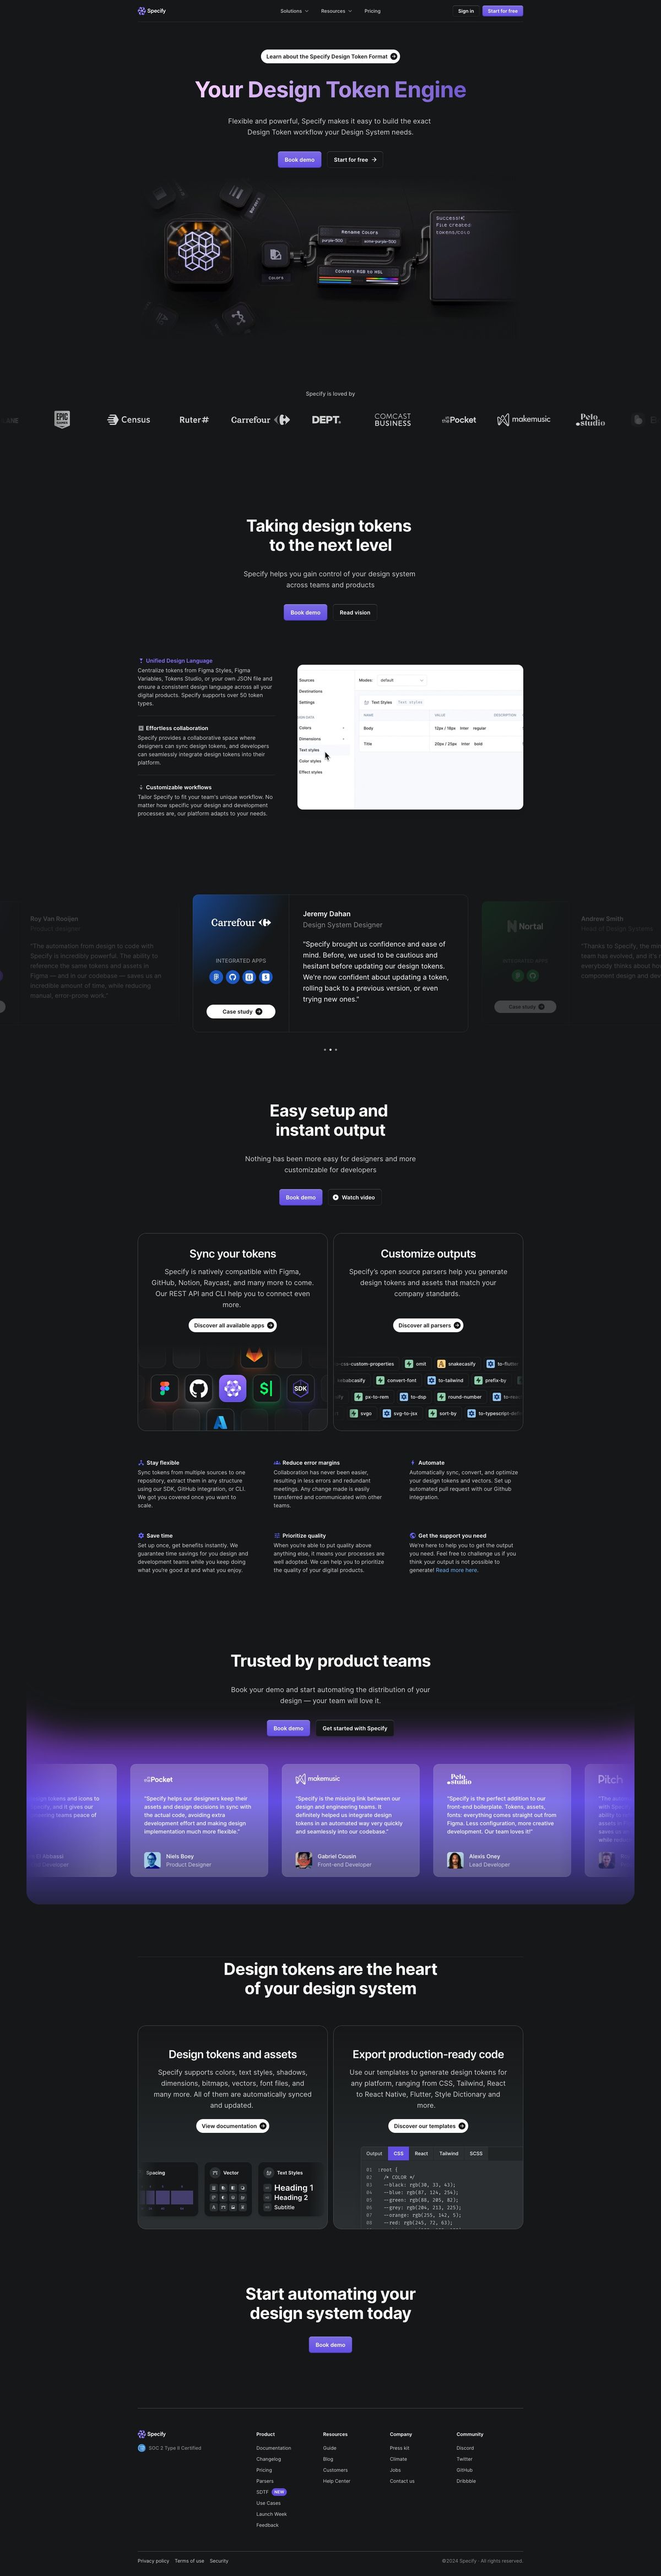 Specify
Solutions
Resources
Pricing
Sign in
Start for free
Learn about the Specify Design Token Format
Your Design Token Engine
Flexible and powerful, Specify makes it easy to build the exact
Design Token workflow your Design System needs.
Book demo
Start for free
Rename Colors
Colors
Convert RGB to HSL
Success!
File created:
Specify is loved by
EPIC GAMES
Census
Ruter#
Carrefour
DEPT.
COMCAST
BUSINESS
Pocket
makemusic
Pelo
studio
Taking design tokens
to the next level
Specify helps you gain control of your design system
across teams and products
Book demo
Read vision
Unified Design Language
Centralize tokens from Figma Styles, Figma
Variables, Tokens Studio, or your own JSON file and
ensure a consistent design language across all your
digital products. Specify supports over 50 token
types.
Effortless collaboration
Specify provides a collaborative space where
designers can sync design tokens, and developers
can seamlessly integrate design tokens into their
platform.
Customizable workflows
Tailor Specify to fit your team's unique workflow. No
matter how specific your design and development
processes are, our platform adapts to your needs.
Sources
Destinations
Settings
Colors
Dimensions
Text styles
Color styles
Effect styles
Modes: default
Text Styles
NAME VALUE DESCRIPTION
Body 12px / 18px Inter regular
Title 20px / 25px Inter bold
Roy Van Rooijen
Product designer
"The automation from design to code with
Specify is incredibly powerful. The ability to
reference the same tokens and assets in
Figma — and in our codebase — saves us an
incredible amount of time, while reducing
manual, error-prone work."
Carrefour
INTEGRATED APPS
Case study
Jeremy Dahan
Design System Designer
"Specify brought us confidence and ease of
mind. Before, we used to be cautious and
hesitant before updating our design tokens.
We're now confident about updating a token,
rolling back to a previous version, or even
trying new ones."
Nortal
INTEGRATED APPS
Case study
Andrew Smith
Head of Design Systems
"Thanks to Specify, the
team has evolved, and it's
everybody thinks about
component design and
Easy setup and
instant output
Nothing has been more easy for designers and more
customizable for developers
Book demo
Watch video
Sync your tokens
Specify is natively compatible with Figma,
GitHub, Notion, Raycast, and many more to come.
Our REST API and CLI help you to connect even
more.
Discover all available apps
SDK
Customize outputs
Specify's open source parsers help you generate
design tokens and assets that match your
company standards.
Discover all parsers
css-custom-properties omit snakecasify to-flutter
kebabcasify convert-font to-tailwind prefix-by
px-to-rem to-dsp round-number
svgo svg-to-jsx sort-by to-typescript
Stay flexible
Sync tokens from multiple sources to one
repository, extract them in any structure
using our SDK, GitHub integration, or CLI.
We got you covered once you want to
scale.
Reduce error margins
Collaboration has never been easier,
resulting in less errors and redundant
meetings. Any change made is easily
transferred and communicated with other
teams.
Automate
Automatically sync, convert, and optimize
your design tokens and vectors. Set up
automated pull request with our Github
integration.
Save time
Set up once, get benefits instantly. We
guarantee time savings for you design and
development teams while you keep doing
what you're good at and what you enjoy.
Prioritize quality
When you're able to put quality above
anything else, it means your processes are
well adopted. We can help you to prioritize
the quality of your digital products.
Get the support you need
We're here to help you to get the output
you need. Feel free to challenge us if you
think your output is not possible to
generate! Read more here.
Trusted by product teams
Book your demo and start automating the distribution of your
design — your team will love it.
Book demo
Get started with Specify
Pocket
"Specify helps our designers keep their
assets and design decisions in sync with
the actual code, avoiding extra
development effort and making design
implementation much more flexible."
Niels Boey
Product Designer
makemusic
"Specify is the missing link between our
design and engineering teams. It
definitely helped us integrate design
tokens in an automated way very quickly
and seamlessly into our codebase."
Gabriel Cousin
Front-end Developer
Pelo
studio
"Specify is the perfect addition to our
front-end boilerplate. Tokens, assets,
fonts: everything comes straight out from
Figma. Less configuration, more creative
development. Our team loves it!"
Alexis Oney
Lead Developer
Pitch
Design tokens are the heart
of your design system
Design tokens and assets
Specify supports colors, text styles, shadows,
dimensions, bitmaps, vectors, font files, and
many more. All of them are automatically synced
and updated.
View documentation
Spacing
Vector
Text Styles
Heading 1
Heading 2
Subtitle
Export production-ready code
Use our templates to generate design tokens for
any platform, ranging from CSS, Tailwind, React
to React Native, Flutter, Style Dictionary and
more.
Discover our templates
Output CSS React Tailwind SCSS
01 :root {
02 /* COLOR */
03 --black: rgb(30, 33, 4);
04 --blue: rgb(87, 124, 254);
05 --green: rgb(88, 205, 82);
06 --grey: rgb(204, 213, 225);
07 --orange: rgb(255, 142, 5);
08 --red: rgb(245, 72, 63);
Start automating your
design system today
Book demo
Specify
SOC 2 Type II Certified
Product
Documentation
Changelog
Pricing
Parsers
SDTF NEW
Use Cases
Launch Week
Feedback
Resources
Guide
Blog
Customers
Help Center
Company
Press kit
Climate
Jobs
Contact us
Community
Discord
Twitter
GitHub
Dribbble
Privacy policy
Terms of use
Security
©2024 Specify
All rights reserved.